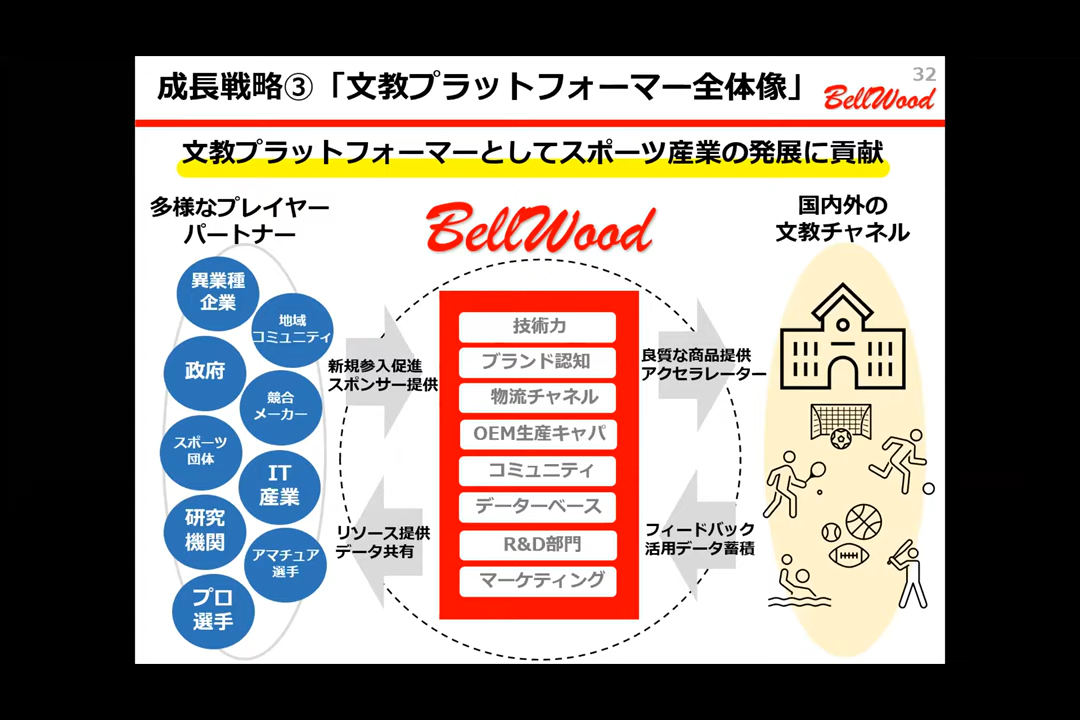 32
成長戦略③「文教プラットフォーマー全体像」
BellWood
文教プラットフォーマーとしてスポーツ産業の発展に貢献
多様なプレイヤー
パートナー
異業種
企業
地域
コミュニティ
政府
競合
メーカー
スポーツ
団体
IT
産業
研究
機関
アマチュア
選手
プロ
選手
新規参入促進
スポンサー提供
リソース提供
データ共有
BellWood
技術力
ブランド認知
物流チャネル
OEM生産キャパ
コミュニティ
データーベース
R&D部門
マーケティング
良質な商品提供
アクセラレーター
フィードバック
活用データ蓄積
国内外の
文教チャネル